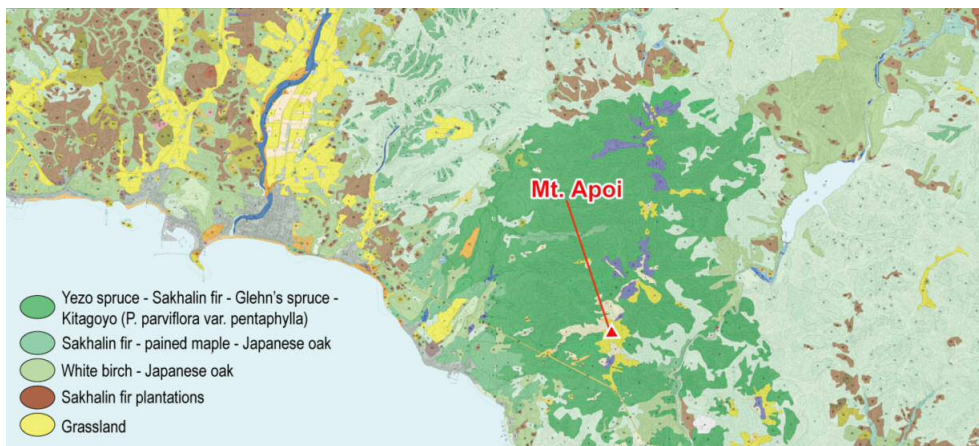 Mt. Apoi
Yezo spruce - Sakhalin fir - Glehn's spruce -
Kitagoyo (P. parviflora var. pentaphylla)
Sakhalin fir - pained maple - Japanese oak
White birch - Japanese oak
Sakhalin fir plantations
Grassland